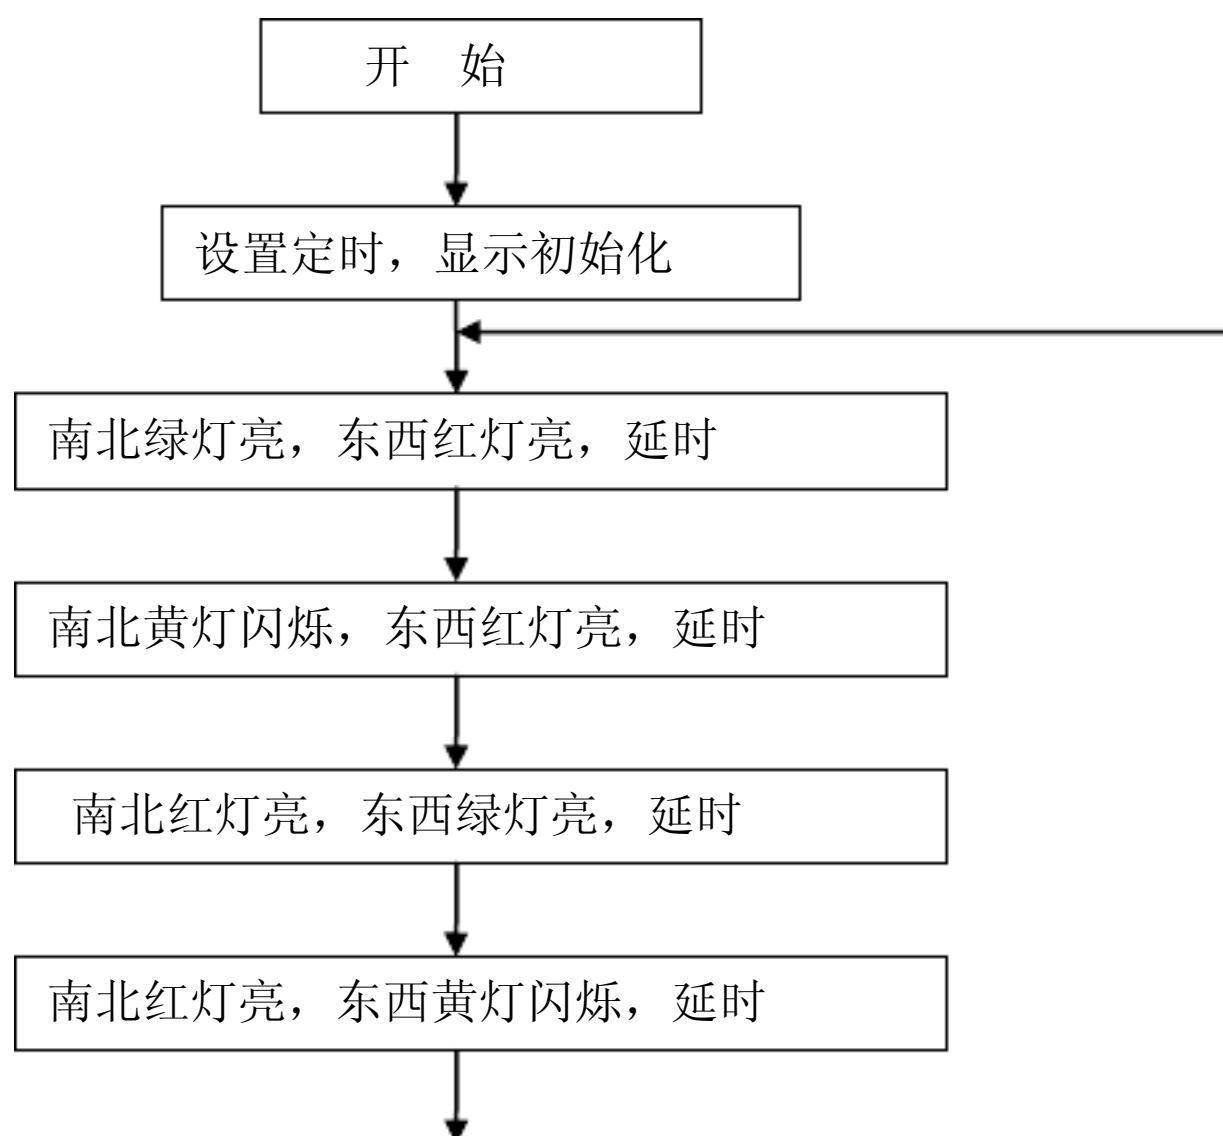 开 始
设置定时，显示初始化
南北绿灯亮，东西红灯亮，延时
南北黄灯闪烁，东西红灯亮，延时
南北红灯亮，东西绿灯亮，延时
南北红灯亮，东西黄灯闪烁，延时